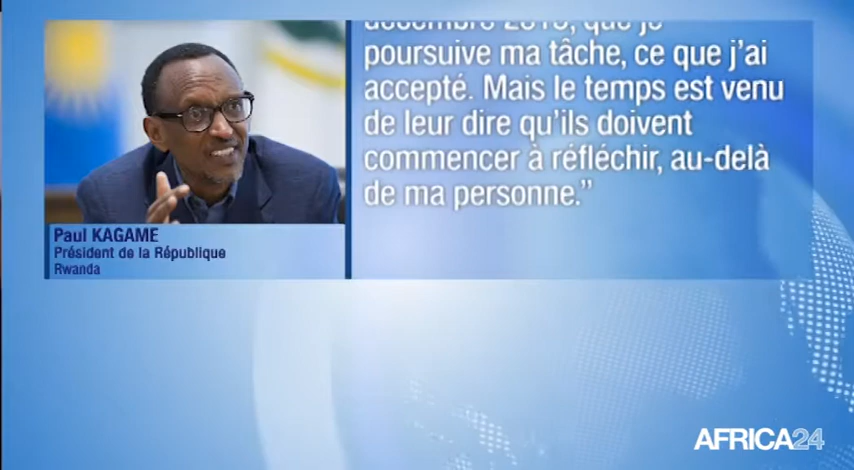 poursuive ma tâche, ce que j'ai
accepté. Mais le temps est venu
de leur dire qu'ils doivent
commencer à réfléchir, au-delà
de ma personne.”
Paul KAGAME
Président de la République
Rwanda
AFRICA24